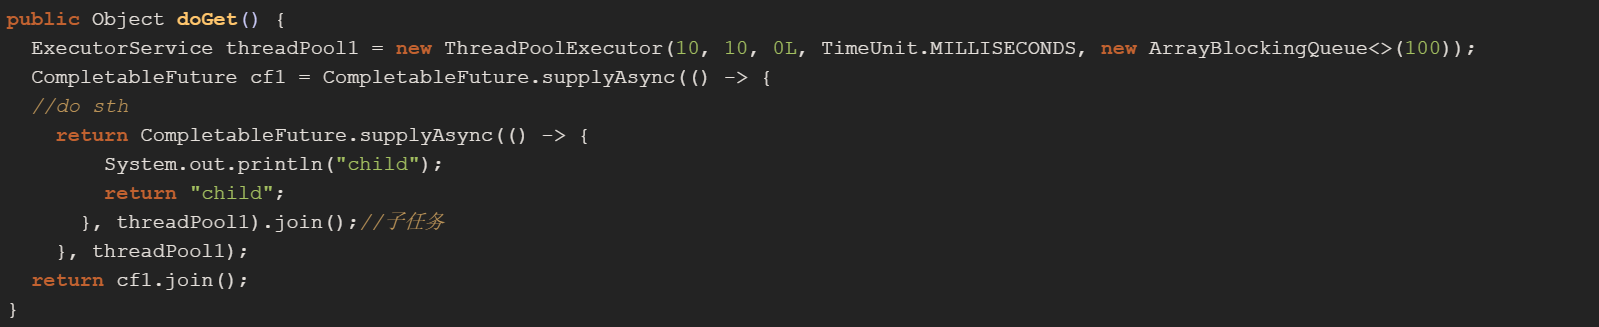 public Object doGet() {
  ExecutorService threadPool1 = new ThreadPoolExecutor(10, 10, 0L, TimeUnit.MILLISECONDS, new ArrayBlockingQueue<>(100));
  CompletableFuture cf1 = CompletableFuture.supplyAsync(() -> {
  //do sth
    return CompletableFuture.supplyAsync(() -> {
        System.out.println("child");
        return "child";
      }, threadPool1).join();//子任务
    }, threadPool1);
  return cf1.join();
}